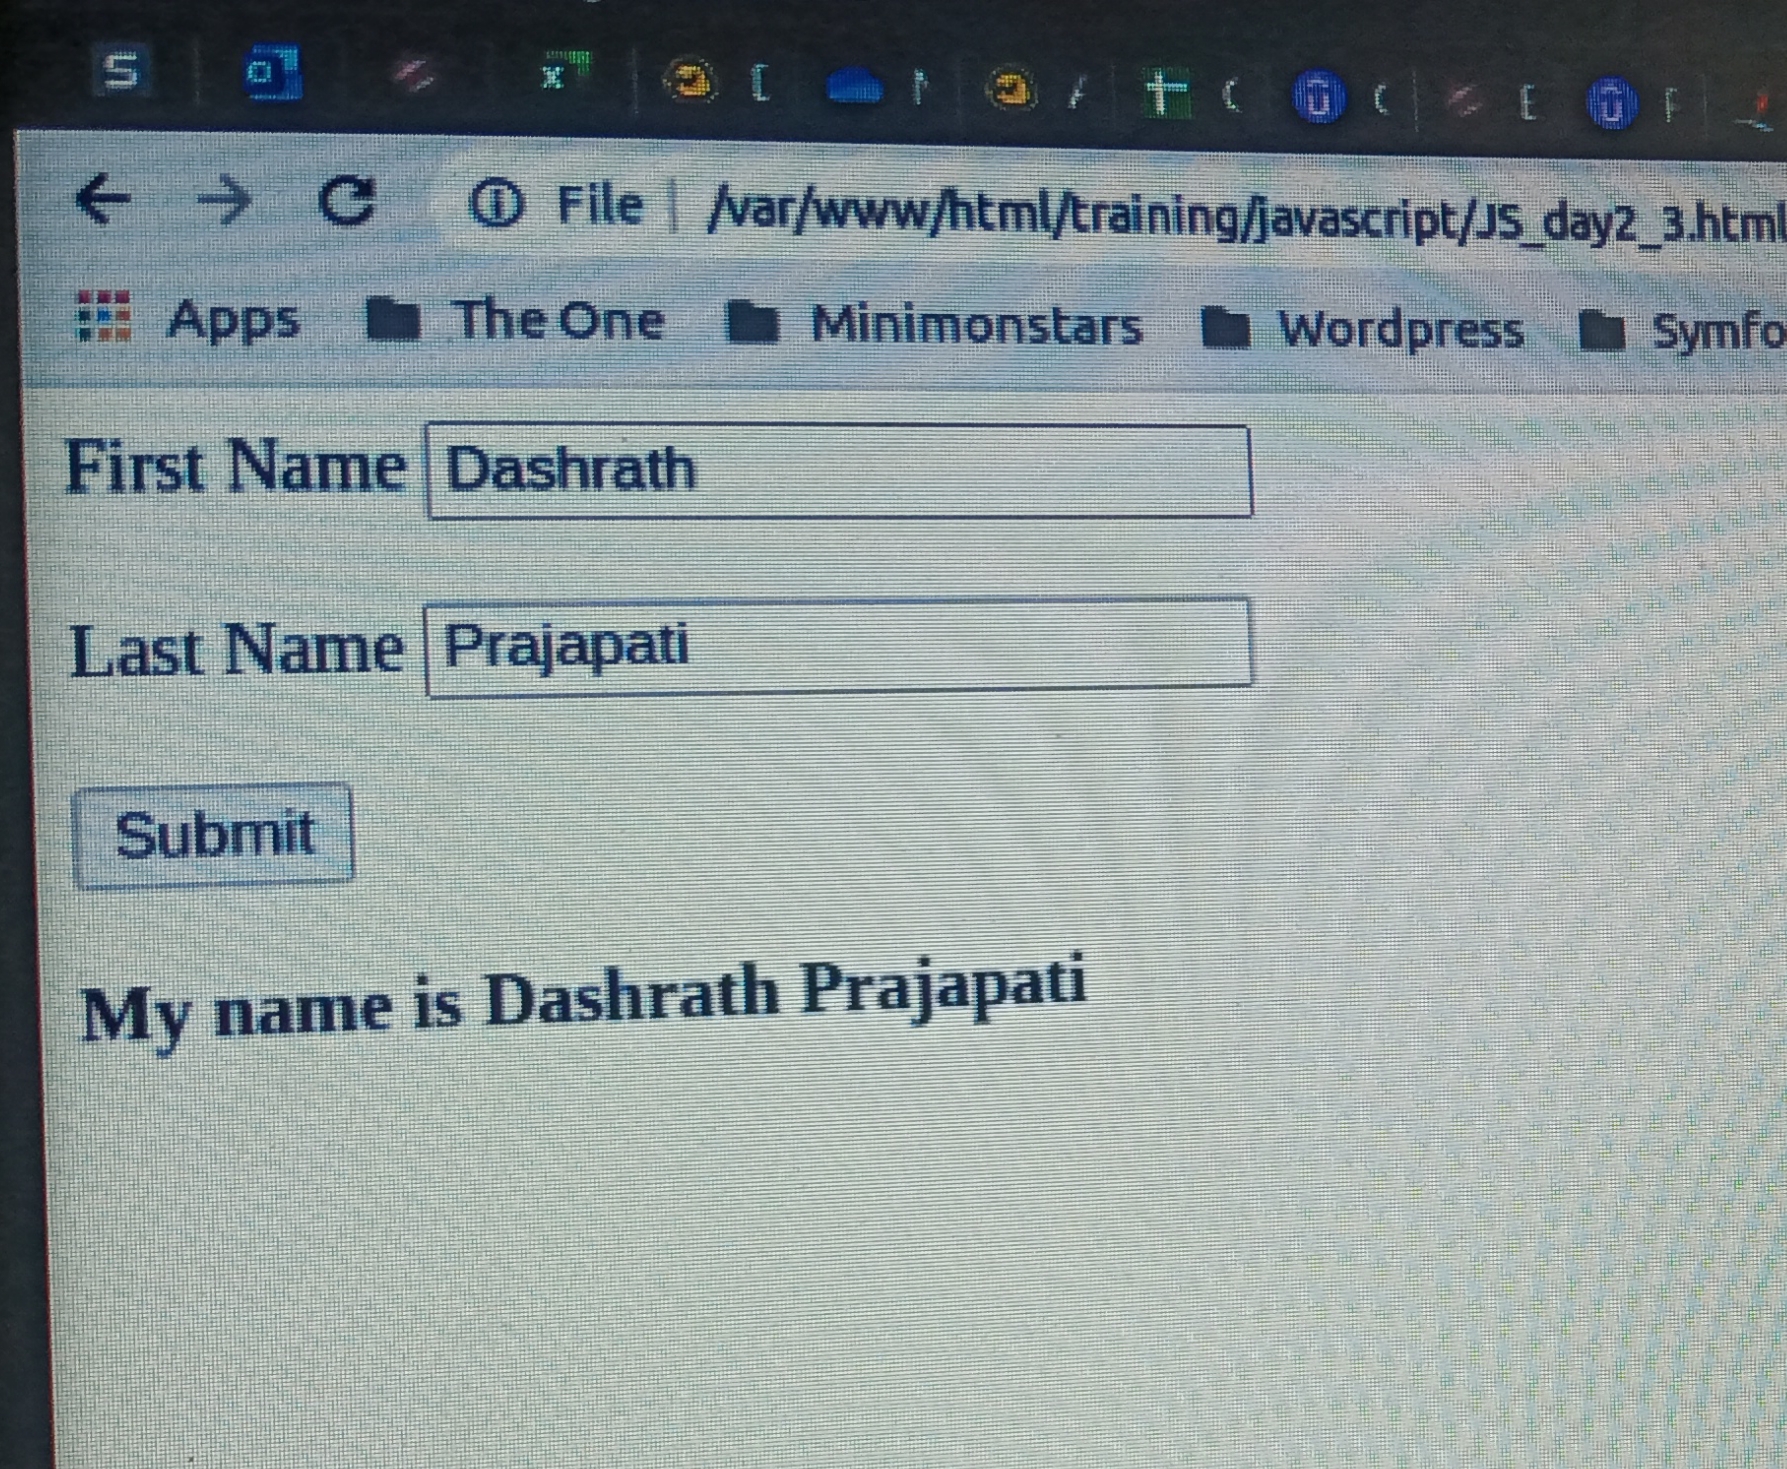 File | /var/www/html/training/javascript/JS_day2_3.html
Apps The One Minimonstars Wordpress Symfo
First Name Dashrath
Last Name Prajapati
Submit
My name is Dashrath Prajapati